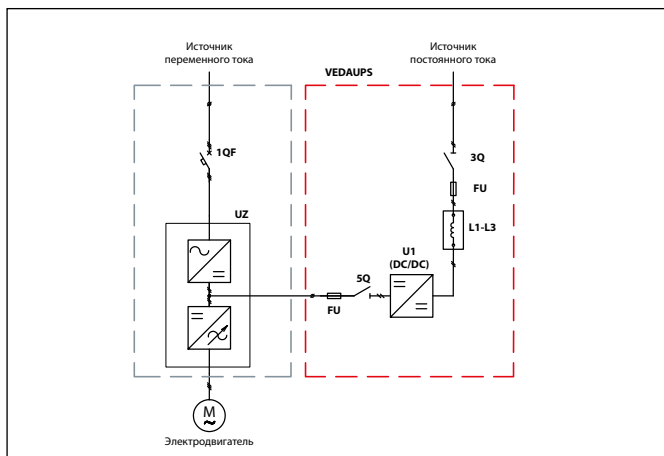 Источник
переменного тока
Источник
постоянного тока
VEDAUPS
1QF
3Q
FU
UZ
L1-L3
U1
(DC/DC)
5Q
FU
M
Электродвигатель